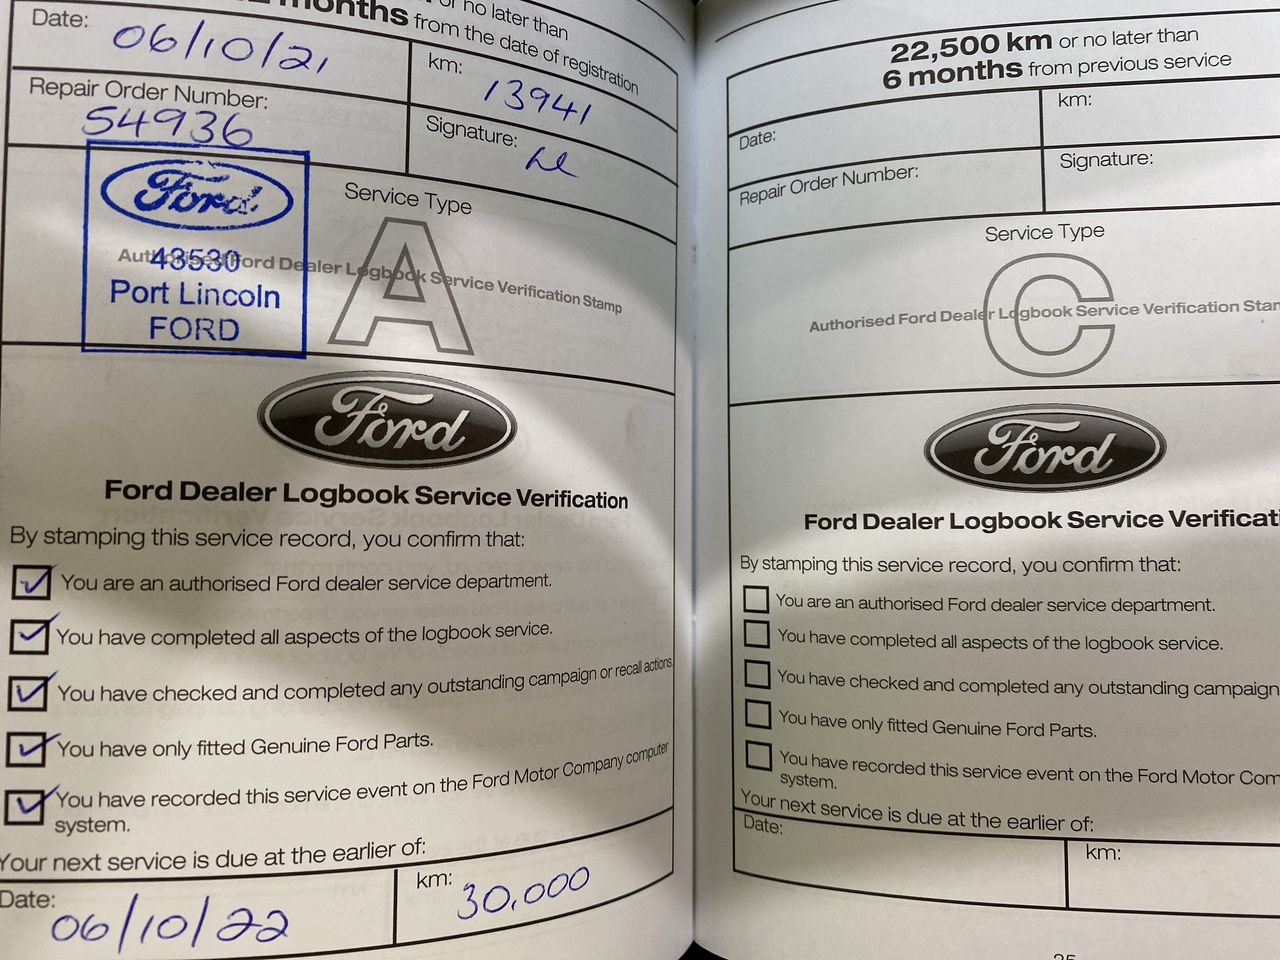 or no later than
months from the date of registration
Date: 06/10/21
km: 13941
Repair Order Number: 54936
Signature:
Service Type
A
Authorised Ford Dealer Logbook Service Verification Stamp
Ford
43530
Port Lincoln
FORD
Ford
Ford Dealer Logbook Service Verification
By stamping this service record, you confirm that:
You are an authorised Ford dealer service department.
You have completed all aspects of the logbook service.
You have checked and completed any outstanding campaign or recall actions.
You have only fitted Genuine Ford Parts.
You have recorded this service event on the Ford Motor Company computer
system.
Your next service is due at the earlier of:
Date: 06/10/22
km: 30,000
22,500 km or no later than
6 months from previous service
Date:
km:
Repair Order Number:
Signature:
Service Type
C
Authorised Ford Dealer Logbook Service Verification Stam
Ford
Ford Dealer Logbook Service Verificati
By stamping this service record, you confirm that:
You are an authorised Ford dealer service department.
You have completed all aspects of the logbook service.
You have checked and completed any outstanding campaign
You have only fitted Genuine Ford Parts.
You have recorded this service event on the Ford Motor Com
system.
Your next service is due at the earlier of:
Date:
km: